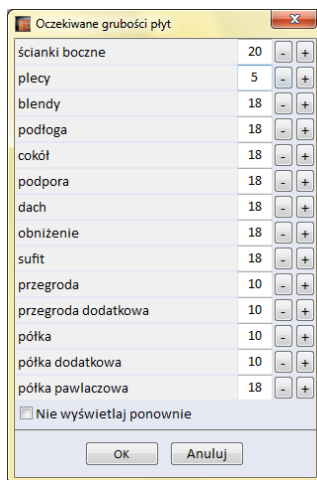 Oczekiwane grubości płyt
ścianki boczne 20 - +
plecy 5 - +
blendy 18 - +
podłoga 18 - +
cokół 18 - +
podpora 18 - +
dach 18 - +
obniżenie 18 - +
sufit 18 - +
przegroda 10 - +
przegroda dodatkowa 10 - +
półka 10 - +
półka dodatkowa 10 - +
półka pawlaczowa 18 - +
Nie wyświetlaj ponownie
OK Anuluj